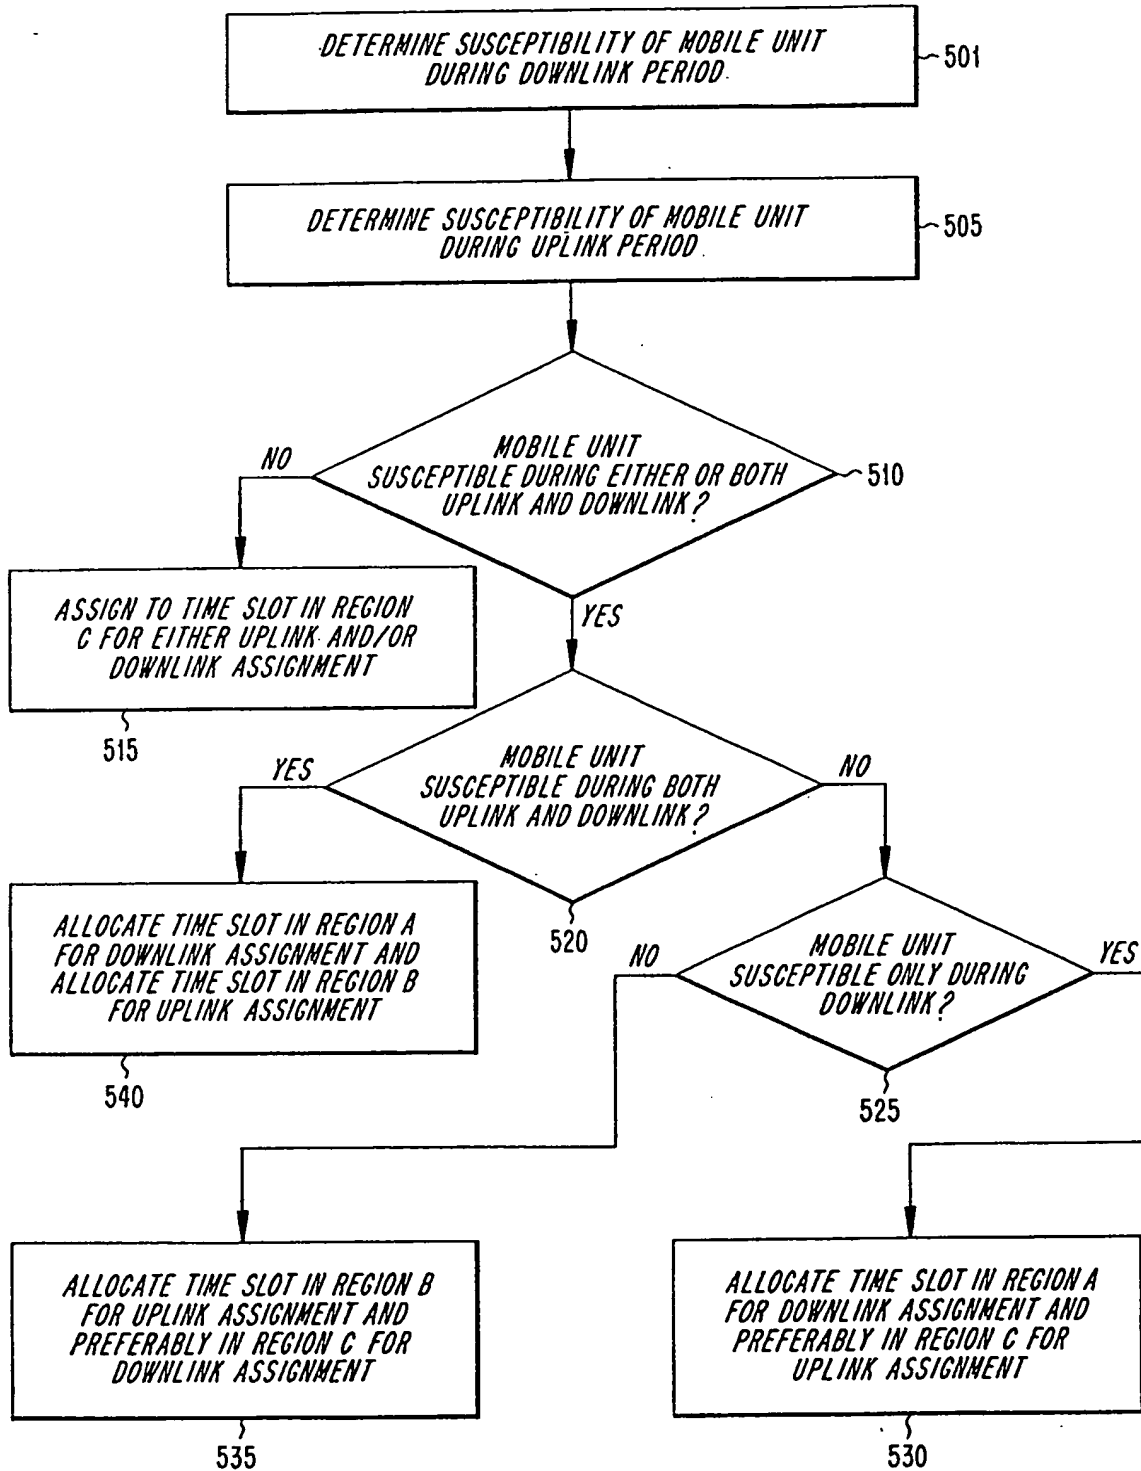 DETERMINE SUSCEPTIBILITY OF MOBILE UNIT
DURING DOWNLINK PERIOD
501
DETERMINE SUSCEPTIBILITY OF MOBILE UNIT
DURING UPLINK PERIOD
505
MOBILE UNIT
SUSCEPTIBLE DURING EITHER OR BOTH
UPLINK AND DOWNLINK?
510
NO
YES
ASSIGN TO TIME SLOT IN REGION
C FOR EITHER UPLINK AND/OR
DOWNLINK ASSIGNMENT
515
MOBILE UNIT
SUSCEPTIBLE DURING BOTH
UPLINK AND DOWNLINK?
520
YES
NO
ALLOCATE TIME SLOT IN REGION A
FOR DOWNLINK ASSIGNMENT AND
ALLOCATE TIME SLOT IN REGION B
FOR UPLINK ASSIGNMENT
540
MOBILE UNIT
SUSCEPTIBLE ONLY DURING
DOWNLINK?
525
NO
YES
ALLOCATE TIME SLOT IN REGION B
FOR UPLINK ASSIGNMENT AND
PREFERABLY IN REGION C FOR
DOWNLINK ASSIGNMENT
535
ALLOCATE TIME SLOT IN REGION A
FOR DOWNLINK ASSIGNMENT AND
PREFERABLY IN REGION C FOR
UPLINK ASSIGNMENT
530